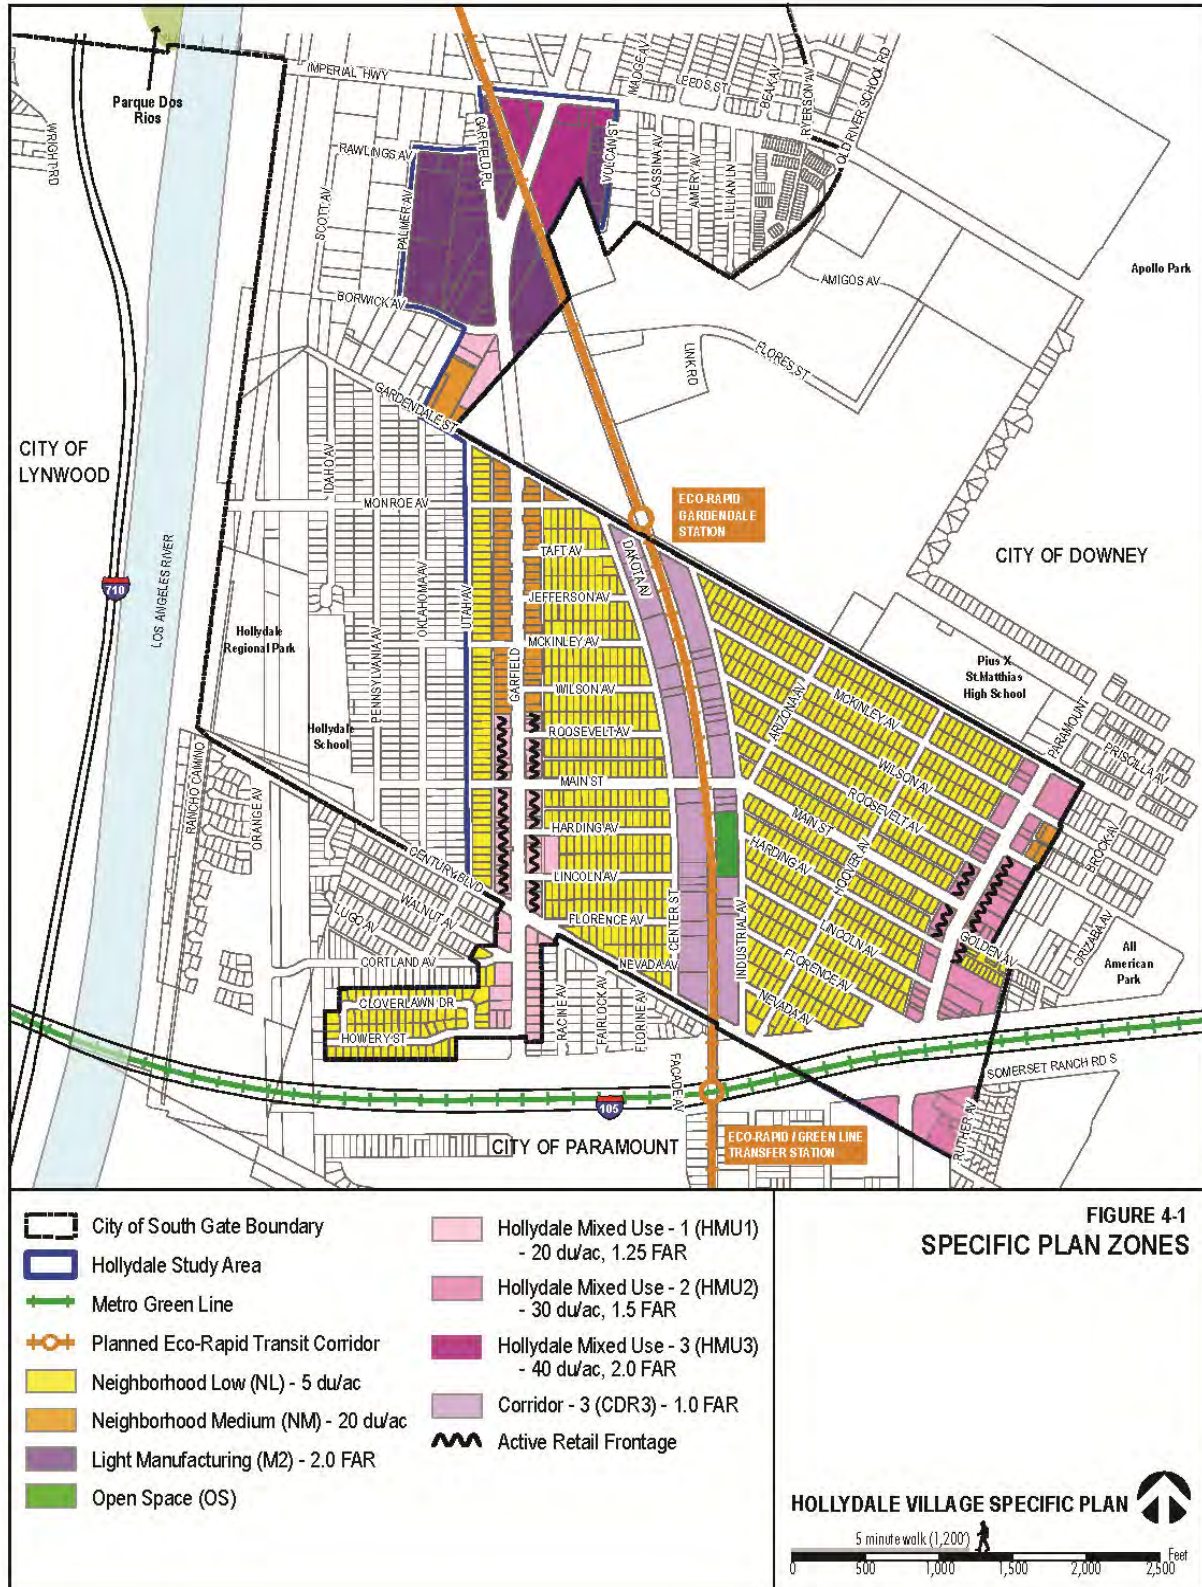 Parque Dos
Rios
IMPERIAL HWY
MADGE AV
LEEDS ST
BEAK AV
RYERSON AV
OLD RIVER SCHOOL RD
WRIGHT RD
RAWLINGS AV
GARFIELD PL
VULCAN ST
CASSINA AV
AMERY AV
LILLIAN LN
SCOTT AV
PALMER AV
Apollo Park
AMIGOS AV
BORWICK AV
FLORES ST
LINK RD
GARDENDALE ST
CITY OF
LYNWOOD
IDAHO AV
MONROE AV
ECO-RAPID
GARDENDALE
STATION
TAFT AV
DAKOTA AV
CITY OF DOWNEY
710
LOS ANGELES RIVER
OKLAHOMA AV
UTAH AV
JEFFERSON AV
Hollydale
Regional Park
PENNSYLVANIA AV
MCKINLEY AV
GARFIELD
WILSON AV
ARIZONA AV
MCKINLEY AV
Pius X
St.Matthias
High School
PARAMOUNT
PRISCILLA AV
Hollydale
School
ROOSEVELT AV
WILSON AV
ROOSEVELT AV
RANCHO CAMINO
ORANGE AV
MAIN ST
MAIN ST
HARDING AV
HARDING AV
HOOVER AV
BROCK AV
CENTURY BLVD
LINCOLN AV
WALNUT AV
LUGO AV
CENTER ST
INDUSTRIAL AV
FLORENCE AV
LINCOLN AV
GOLDEN AV
ORIZABA AV
All
American
Park
CORTLAND AV
NEVADA AV
FLORENCE AV
NEVADA AV
CLOVERLAWN DR
HOWERY ST
RACINE AV
FAIRLOCK AV
FLORINE AV
FACADE AV
SOMERSET RANCH RD S
105
RUTHER AV
CITY OF PARAMOUNT
ECO-RAPID / GREEN LINE
TRANSFER STATION
City of South Gate Boundary
Hollydale Study Area
Metro Green Line
Planned Eco-Rapid Transit Corridor
Neighborhood Low (NL) - 5 du/ac
Neighborhood Medium (NM) - 20 du/ac
Light Manufacturing (M2) - 2.0 FAR
Open Space (OS)
Hollydale Mixed Use - 1 (HMU1)
- 20 du/ac, 1.25 FAR
Hollydale Mixed Use - 2 (HMU2)
- 30 du/ac, 1.5 FAR
Hollydale Mixed Use - 3 (HMU3)
- 40 du/ac, 2.0 FAR
Corridor - 3 (CDR3) - 1.0 FAR
Active Retail Frontage
FIGURE 4-1
SPECIFIC PLAN ZONES
HOLLYDALE VILLAGE SPECIFIC PLAN
5 minute walk (1,200')
Feet
0 500 1,000 1,500 2,000 2,500